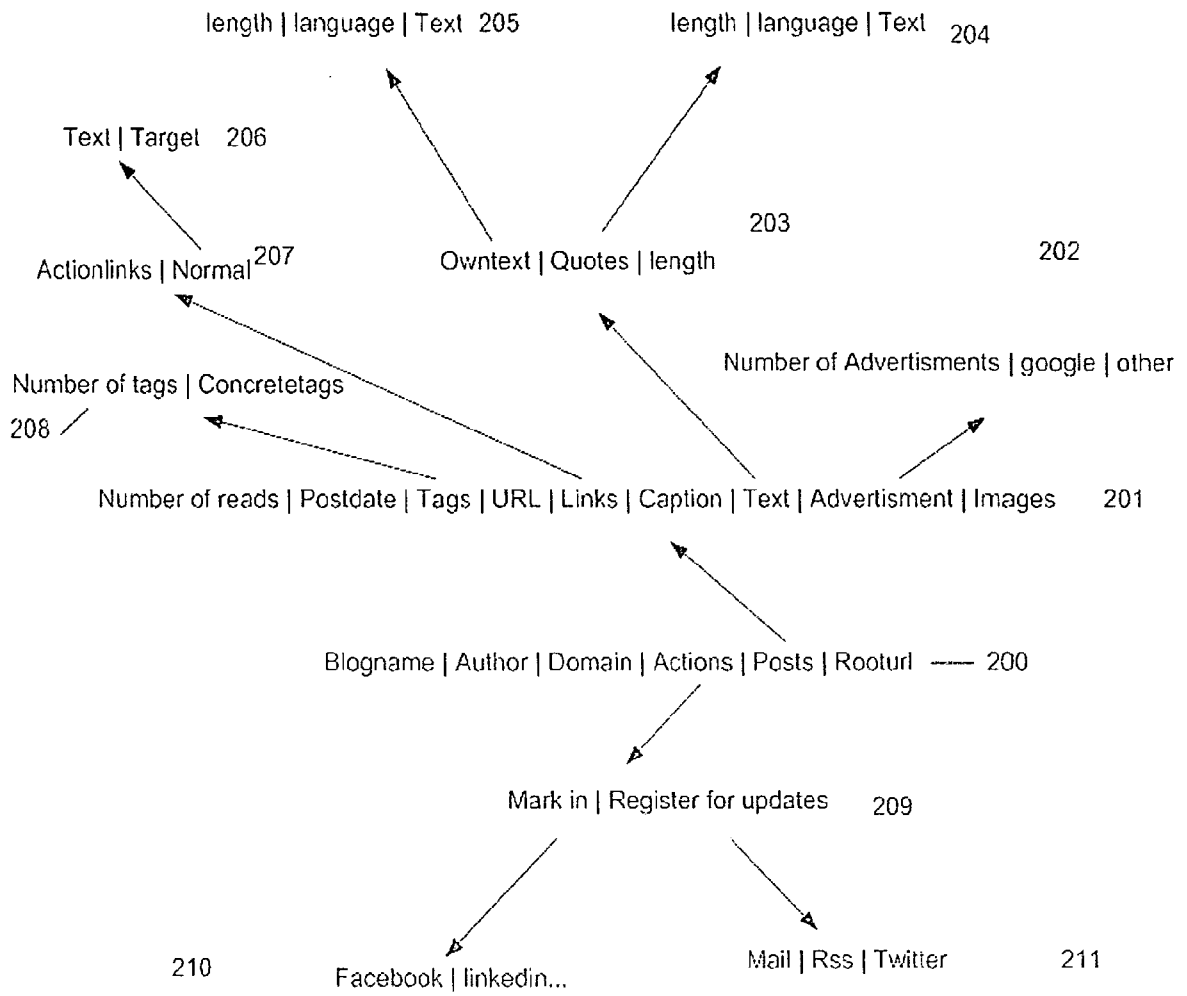 length | language | Text 205
length | language | Text 204
Text | Target 206
203
Actionlinks | Normal 207
Owntext | Quotes | length
202
Number of Advertisments | google | other
Number of tags | Concretetags
208
Number of reads | Postdate | Tags | URL | Links | Caption | Text | Advertisment | Images 201
Blogname | Author | Domain | Actions | Posts | Rooturl 200
Mark in | Register for updates 209
210
Facebook | linkedin...
Mail | Rss | Twitter 211